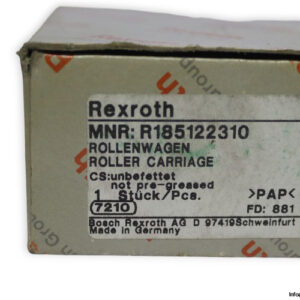 Rexroth
MNR: R185122310
ROLLENWAGEN
ROLLER CARRIAGE
CS:unbefettet
not pre-greased
1 Stück/Pcs. >PAP<
7210 FD: 881
Bosch Rexroth AG D 97419Schweinfurt
Made in Germany